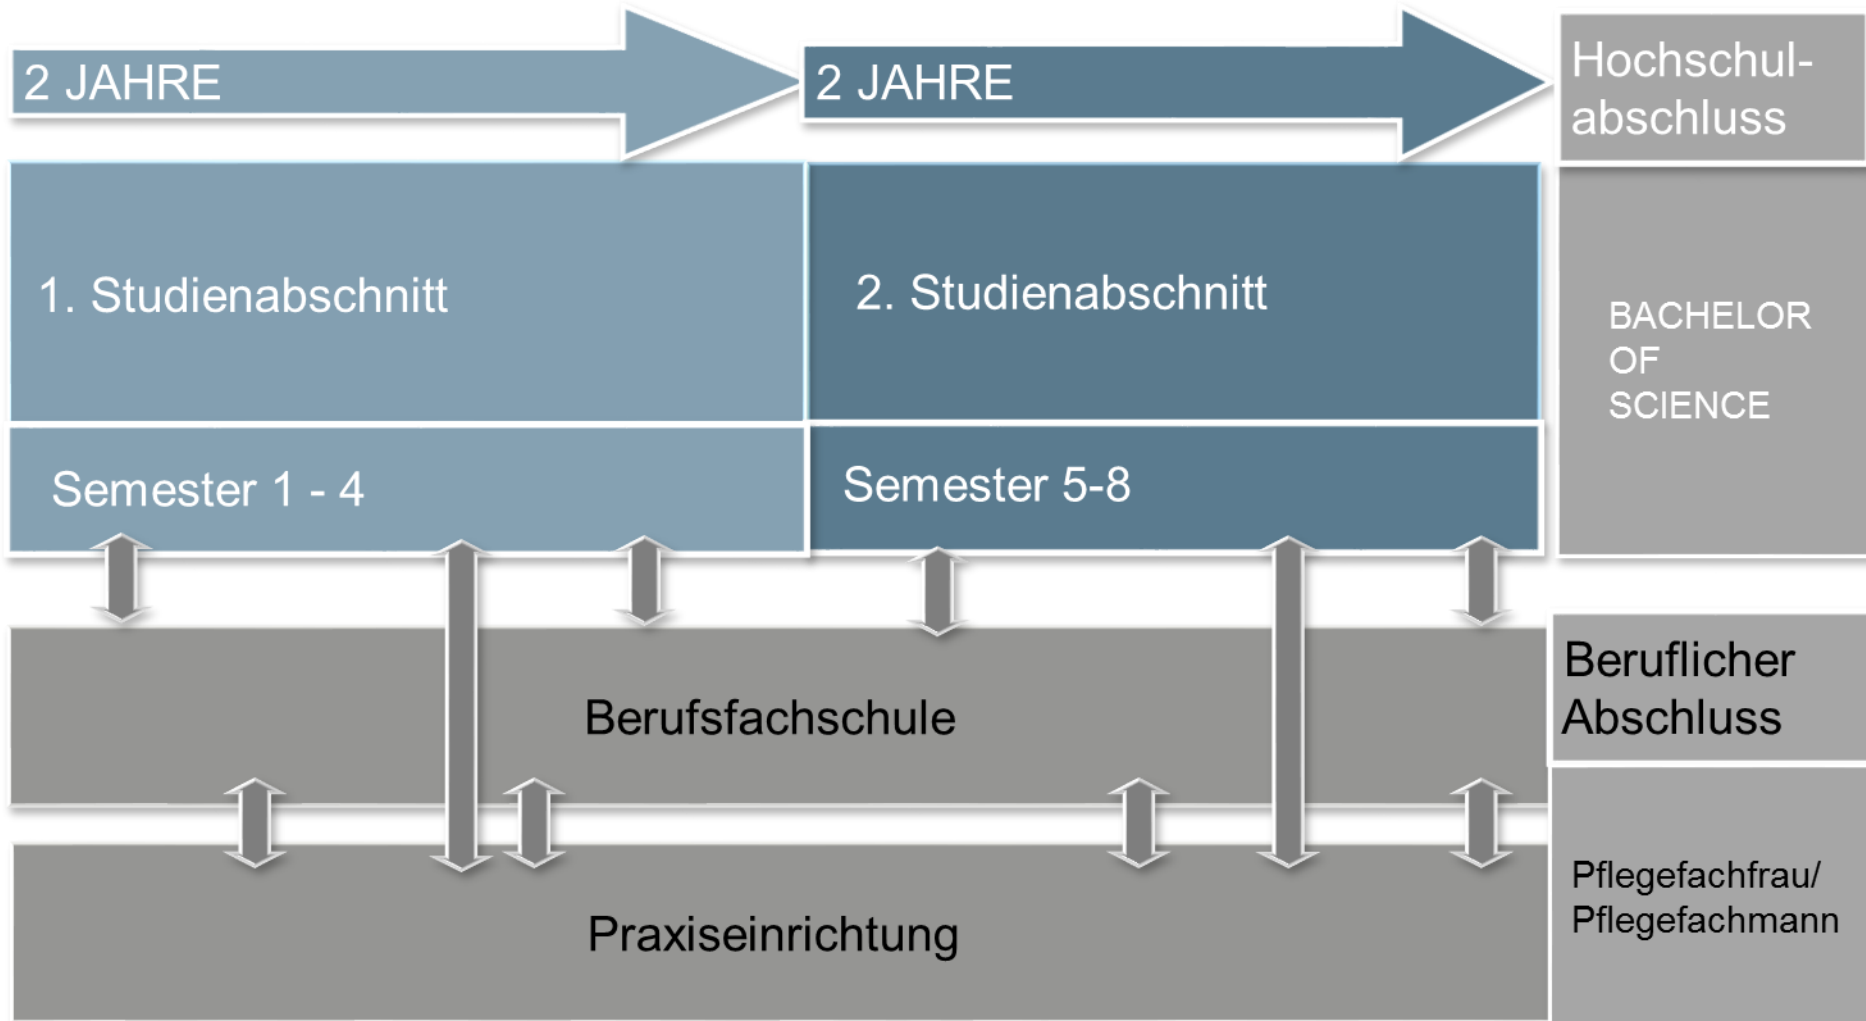 2 JAHRE
2 JAHRE
Hochschul-
abschluss
1. Studienabschnitt
2. Studienabschnitt
BACHELOR
OF
SCIENCE
Semester 1 - 4
Semester 5-8
Berufsfachschule
Beruflicher
Abschluss
Praxiseinrichtung
Pflegefachfrau/
Pflegefachmann